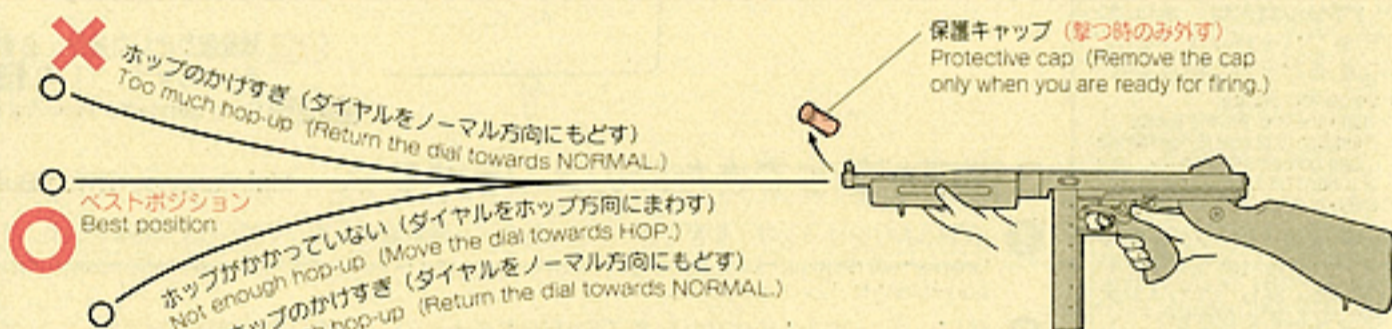 ホップのかけすぎ（ダイヤルをノーマル方向にもどす）
Too much hop-up (Return the dial towards NORMAL.)
ベストポジション
Best position
ホップがかかっていない（ダイヤルをホップ方向にまわす）
Not enough hop-up (Move the dial towards HOP.)
ップのかけすぎ（ダイヤルをノーマル方向にもどす）
hop-up (Return the dial towards NORMAL.)
保護キャップ（撃つ時のみ外す）
Protective cap (Remove the cap
only when you are ready for firing.)